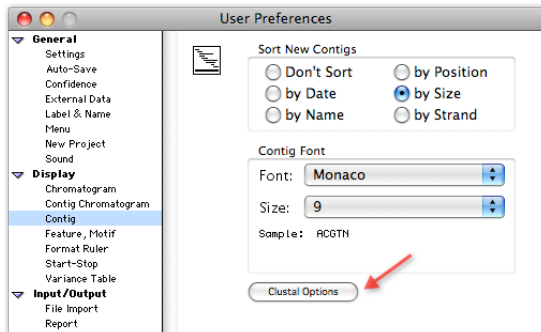 User Preferences
General
Settings
Auto-Save
Confidence
External Data
Label & Name
Menu
New Project
Sound
Display
Chromatogram
Contig Chromatogram
Contig
Feature, Motif
Format Ruler
Start-Stop
Variance Table
Input/Output
File Import
Report
Sort New Contigs
Don't Sort by Position
by Date by Size
by Name by Strand
Contig Font
Font: Monaco
Size: 9
Sample: ACGTN
Clustal Options